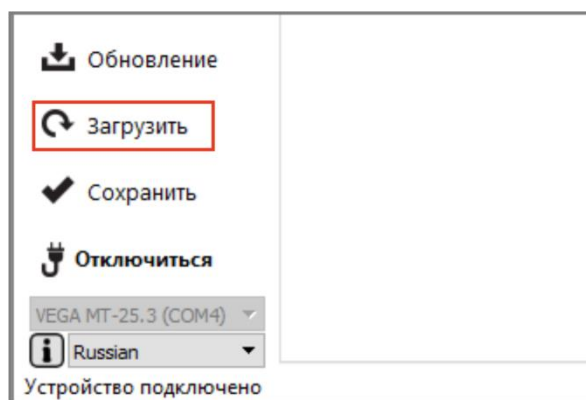 Обновление
Загрузить
Сохранить
Отключиться
VEGA MT-25.3 (COM4)
Russian
Устройство подключено